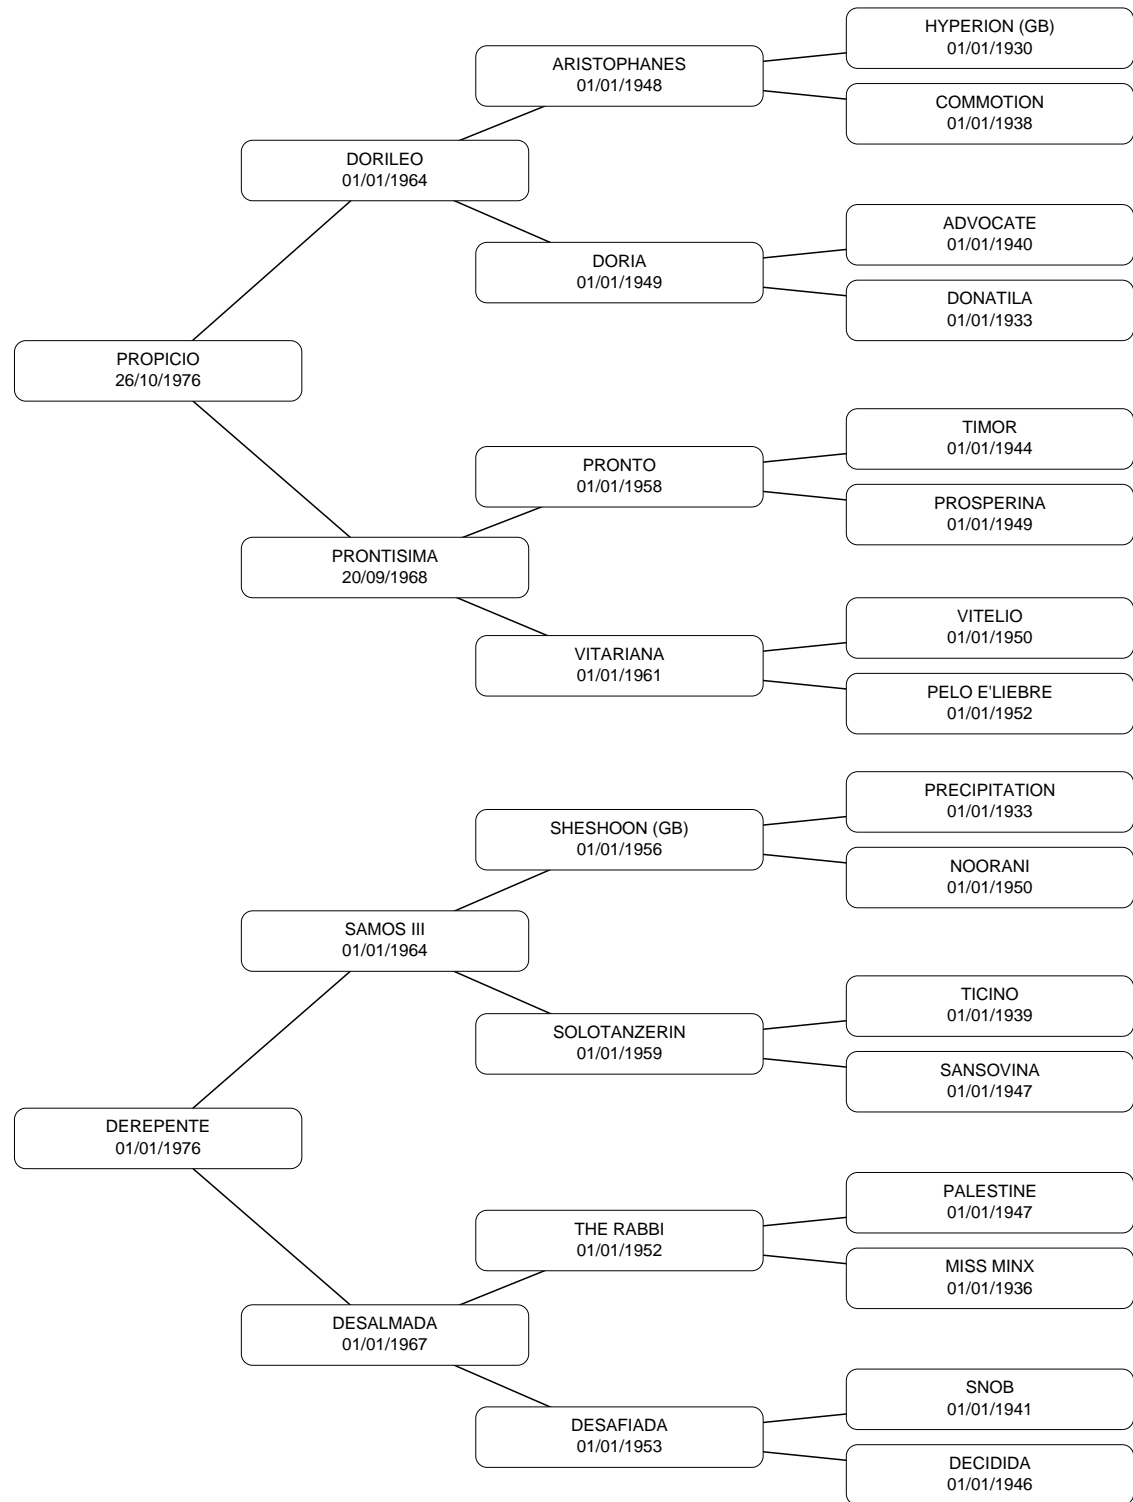 HYPERION (GB)
01/01/1930
ARISTOPHANES
01/01/1948
COMMOTION
01/01/1938
DORILEO
01/01/1964
ADVOCATE
01/01/1940
DORIA
01/01/1949
DONATILA
01/01/1933
PROPICIO
26/10/1976
TIMOR
01/01/1944
PRONTO
01/01/1958
PROSPERINA
01/01/1949
PRONTISIMA
20/09/1968
VITELIO
01/01/1950
VITARIANA
01/01/1961
PELO E'LIEBRE
01/01/1952
PRECIPITATION
01/01/1933
SHESHOON (GB)
01/01/1956
NOORANI
01/01/1950
SAMOS III
01/01/1964
TICINO
01/01/1939
SOLOTANZERIN
01/01/1959
SANSOVINA
01/01/1947
DEREPENTE
01/01/1976
PALESTINE
01/01/1947
THE RABBI
01/01/1952
MISS MINX
01/01/1936
DESALMADA
01/01/1967
SNOB
01/01/1941
DESAFIADA
01/01/1953
DECIDIDA
01/01/1946